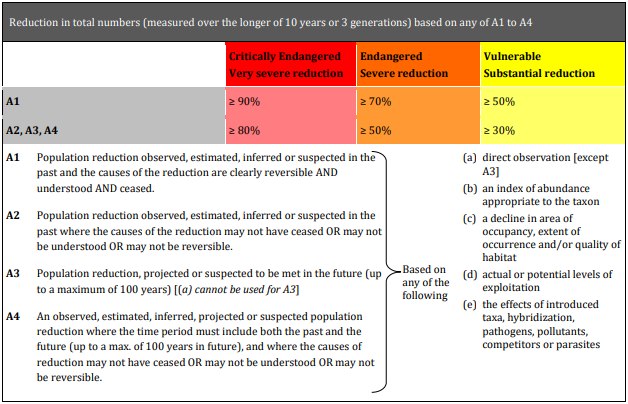 Reduction in total numbers (measured over the longer of 10 years or 3 generations) based on any of A1 to A4
Critically Endangered
Very severe reduction
Endangered
Severe reduction
Vulnerable
Substantial reduction
A1 ≥ 90% ≥ 70% ≥ 50%
A2, A3, A4 ≥ 80% ≥ 50% ≥ 30%
A1 Population reduction observed, estimated, inferred or suspected in the
past and the causes of the reduction are clearly reversible AND
understood AND ceased.
A2 Population reduction observed, estimated, inferred or suspected in the
past where the causes of the reduction may not have ceased OR may not
be understood OR may not be reversible.
A3 Population reduction, projected or suspected to be met in the future (up
to a maximum of 100 years) [(a) cannot be used for A3]
A4 An observed, estimated, inferred, projected or suspected population
reduction where the time period must include both the past and the
future (up to a max. of 100 years in future), and where the causes of
reduction may not have ceased OR may not be understood OR may not
be reversible.
Based on
any of the
following
(a) direct observation [except
A3]
(b) an index of abundance
appropriate to the taxon
(c) a decline in area of
occupancy, extent of
occurrence and/or quality of
habitat
(d) actual or potential levels of
exploitation
(e) the effects of introduced
taxa, hybridization,
pathogens, pollutants,
competitors or parasites